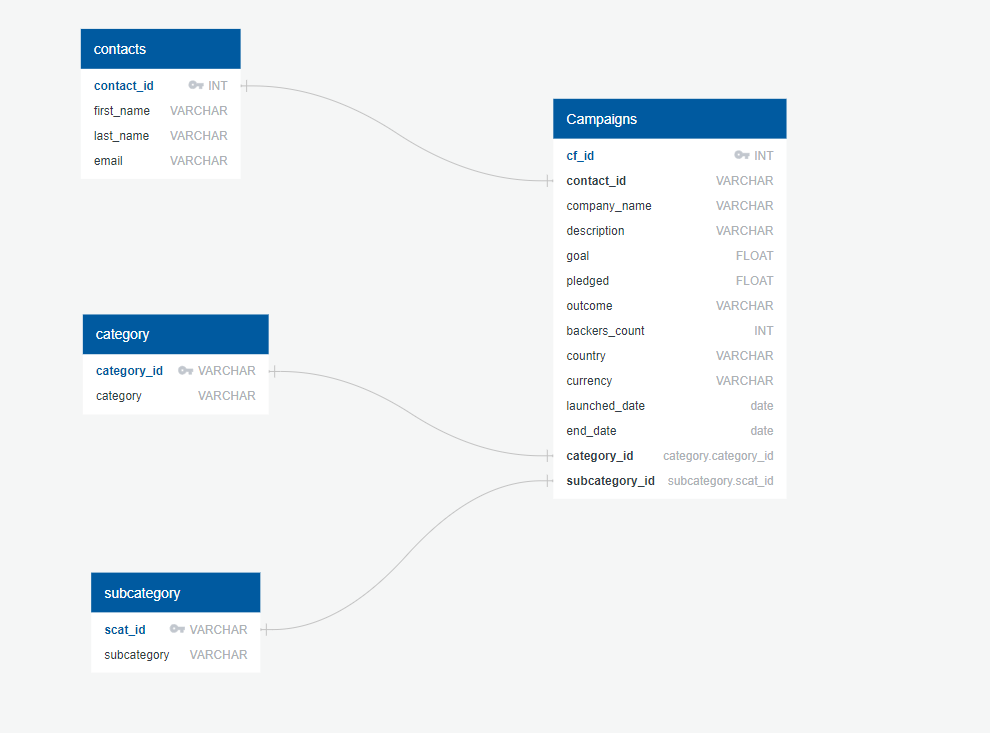 contacts
contact_id INT
first_name VARCHAR
last_name VARCHAR
email VARCHAR
Campaigns
cf_id INT
contact_id VARCHAR
company_name VARCHAR
description VARCHAR
goal FLOAT
pledged FLOAT
outcome VARCHAR
backers_count INT
country VARCHAR
currency VARCHAR
launched_date date
end_date date
category_id category.category_id
subcategory_id subcategory.scat_id
category
category_id VARCHAR
category VARCHAR
subcategory
scat_id VARCHAR
subcategory VARCHAR